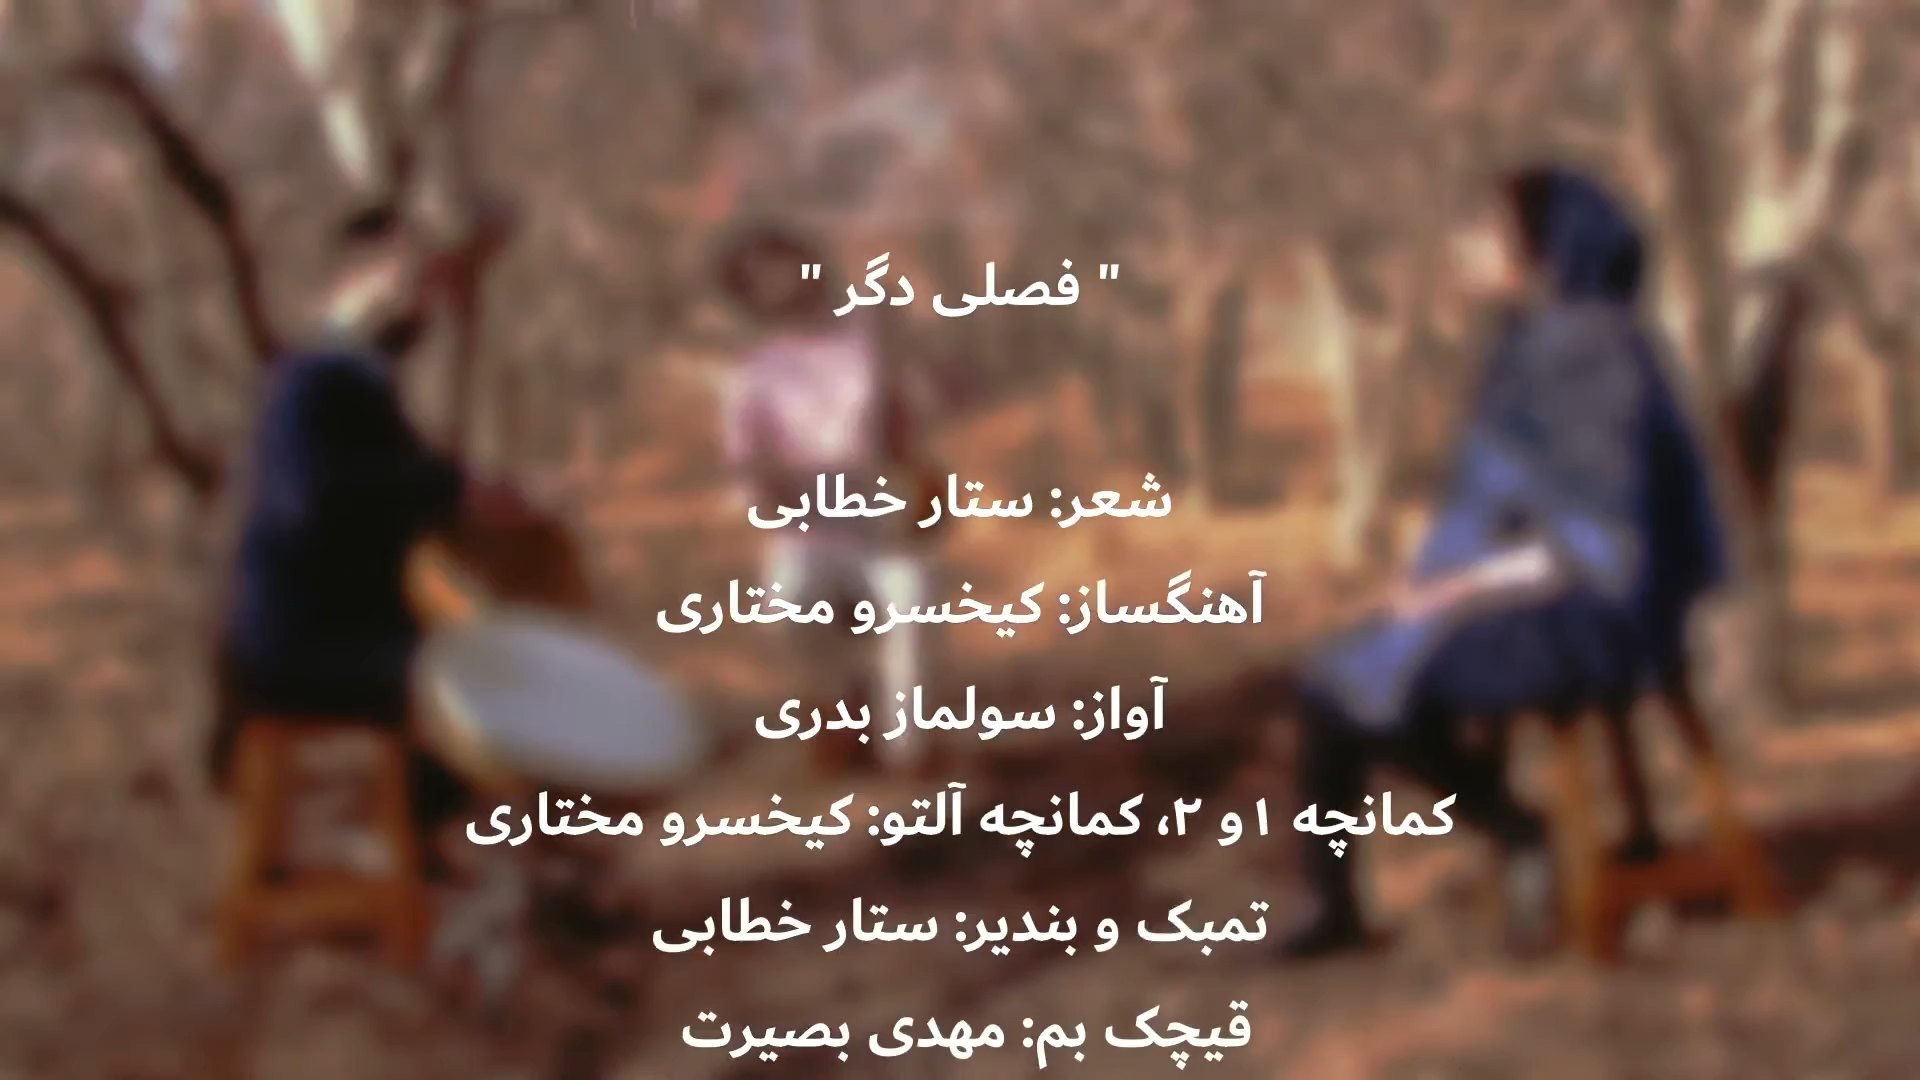 " فصلی دگر "
شعر: ستار خطابی
آهنگساز: کیخسرو مختاری
آواز: سولماز بدری
کمانچه ۱ و ۲، کمانچه آلتو: کیخسرو مختاری
تمبک و بندیر: ستار خطابی
قیچک بم: مهدی بصیرت